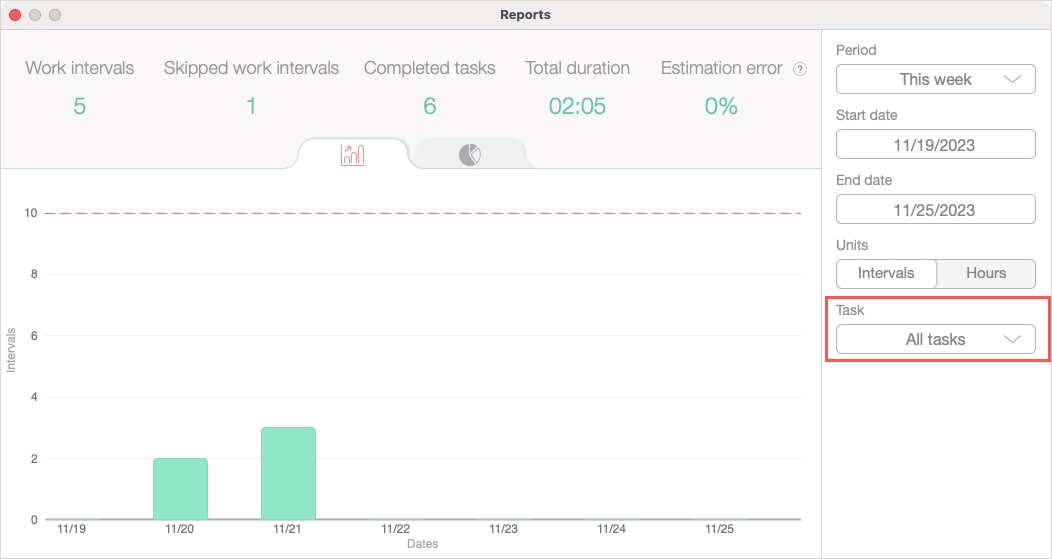 Reports
Work intervals
5
Skipped work intervals
1
Completed tasks
6
Total duration
02:05
Estimation error ?
0%
10
8
6
4
2
0
Intervals
11/19 11/20 11/21 11/22 11/23 11/24 11/25
Dates
Period
This week
Start date
11/19/2023
End date
11/25/2023
Units
Intervals Hours
Task
All tasks